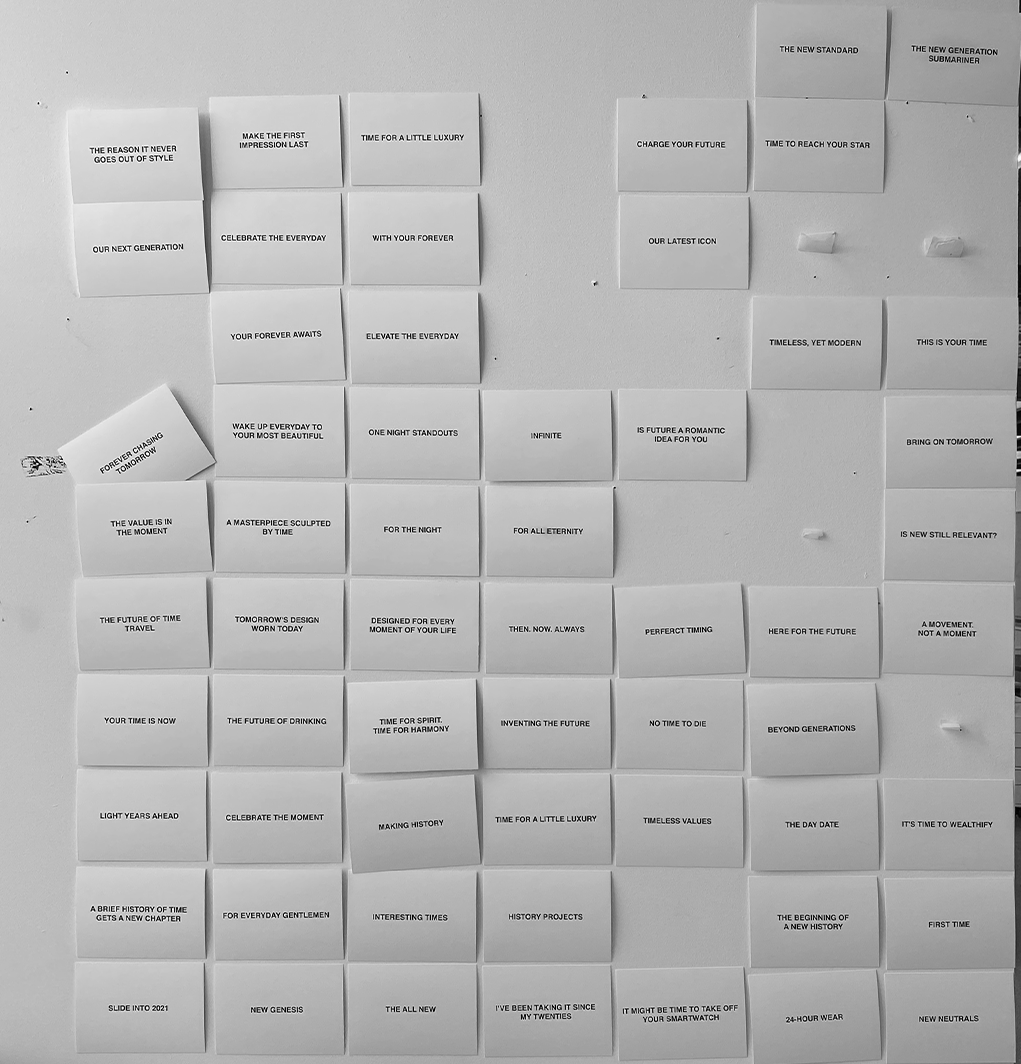 THE NEW STANDARD
THE NEW GENERATION
SUBMARINER
THE REASON IT NEVER
GOES OUT OF STYLE
MAKE THE FIRST
IMPRESSION LAST
TIME FOR A LITTLE LUXURY
CHARGE YOUR FUTURE
TIME TO REACH YOUR STAR
OUR NEXT GENERATION
CELEBRATE THE EVERYDAY
WITH YOUR FOREVER
OUR LATEST ICON
YOUR FOREVER AWAITS
ELEVATE THE EVERYDAY
TIMELESS, YET MODERN
THIS IS YOUR TIME
FOREVER CHASING
TOMORROW
WAKE UP EVERYDAY TO
YOUR MOST BEAUTIFUL
ONE NIGHT STANDOUTS
INFINITE
IS FUTURE A ROMANTIC
IDEA FOR YOU
BRING ON TOMORROW
THE VALUE IS IN
THE MOMENT
A MASTERPIECE SCULPTED
BY TIME
FOR THE NIGHT
FOR ALL ETERNITY
IS NEW STILL RELEVANT?
THE FUTURE OF TIME
TRAVEL
TOMORROW'S DESIGN
WORN TODAY
DESIGNED FOR EVERY
MOMENT OF YOUR LIFE
THEN. NOW. ALWAYS
PERFERCT TIMING
HERE FOR THE FUTURE
A MOVEMENT.
NOT A MOMENT
YOUR TIME IS NOW
THE FUTURE OF DRINKING
TIME FOR SPIRIT.
TIME FOR HARMONY
INVENTING THE FUTURE
NO TIME TO DIE
BEYOND GENERATIONS
LIGHT YEARS AHEAD
CELEBRATE THE MOMENT
MAKING HISTORY
TIME FOR A LITTLE LUXURY
TIMELESS VALUES
THE DAY DATE
IT'S TIME TO WEALTHIFY
A BRIEF HISTORY OF TIME
GETS A NEW CHAPTER
FOR EVERYDAY GENTLEMEN
INTERESTING TIMES
HISTORY PROJECTS
THE BEGINNING OF
A NEW HISTORY
FIRST TIME
SLIDE INTO 2021
NEW GENESIS
THE ALL NEW
I'VE BEEN TAKING IT SINCE
MY TWENTIES
IT MIGHT BE TIME TO TAKE OFF
YOUR SMARTWATCH
24-HOUR WEAR
NEW NEUTRALS